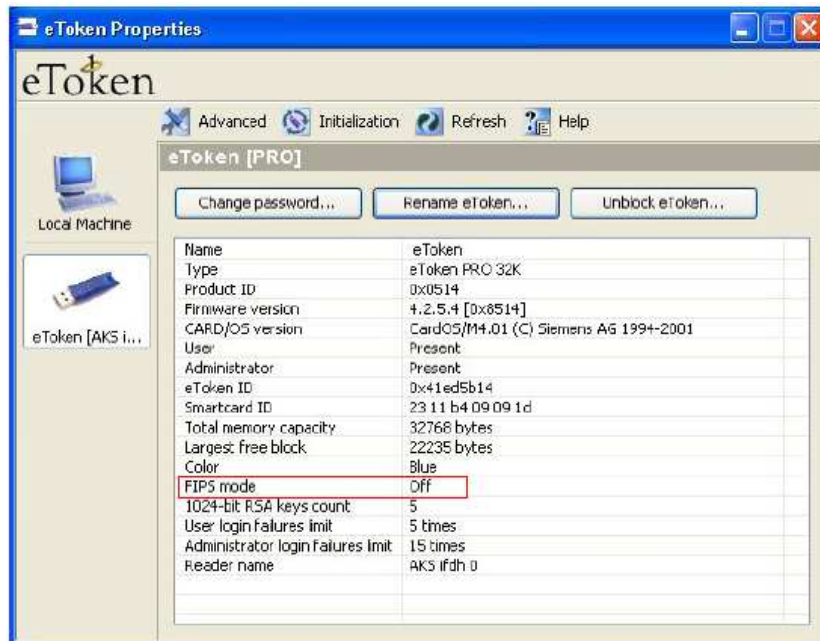 eToken Properties
eToken
Advanced Initialization Refresh Help
eToken [PRO]
Local Machine
eToken [AKS i...
Change password... Rename eToken... Unblock eToken...
Name eToken
Type eToken PRO 32K
Product ID 0x0514
Firmware version 4.2.5.4 [0x8514]
CARD/OS version CardOS/M4.01 (C) Siemens AG 1994-2001
User Present
Administrator Present
eToken ID 0x41ed5b14
Smartcard ID 23 11 b4 09 09 1d
Total memory capacity 32768 bytes
Largest free block 22235 bytes
Color Blue
FIPS mode Off
1024-bit RSA keys count 5
User login failures limit 5 times
Administrator login failures limit 15 times
Reader name AKS ifdh 0